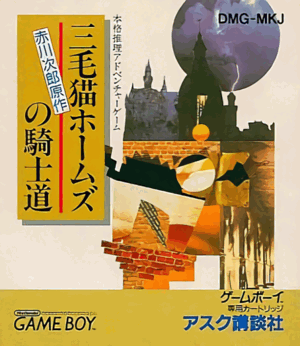 DMG-MKJ
本格推理アドベンチャーゲーム
三毛猫ホームズ
の騎士道
赤川次郎原作
Nintendo
GAME BOY
ゲームボーイ
専用カートリッジ
アスク講談社